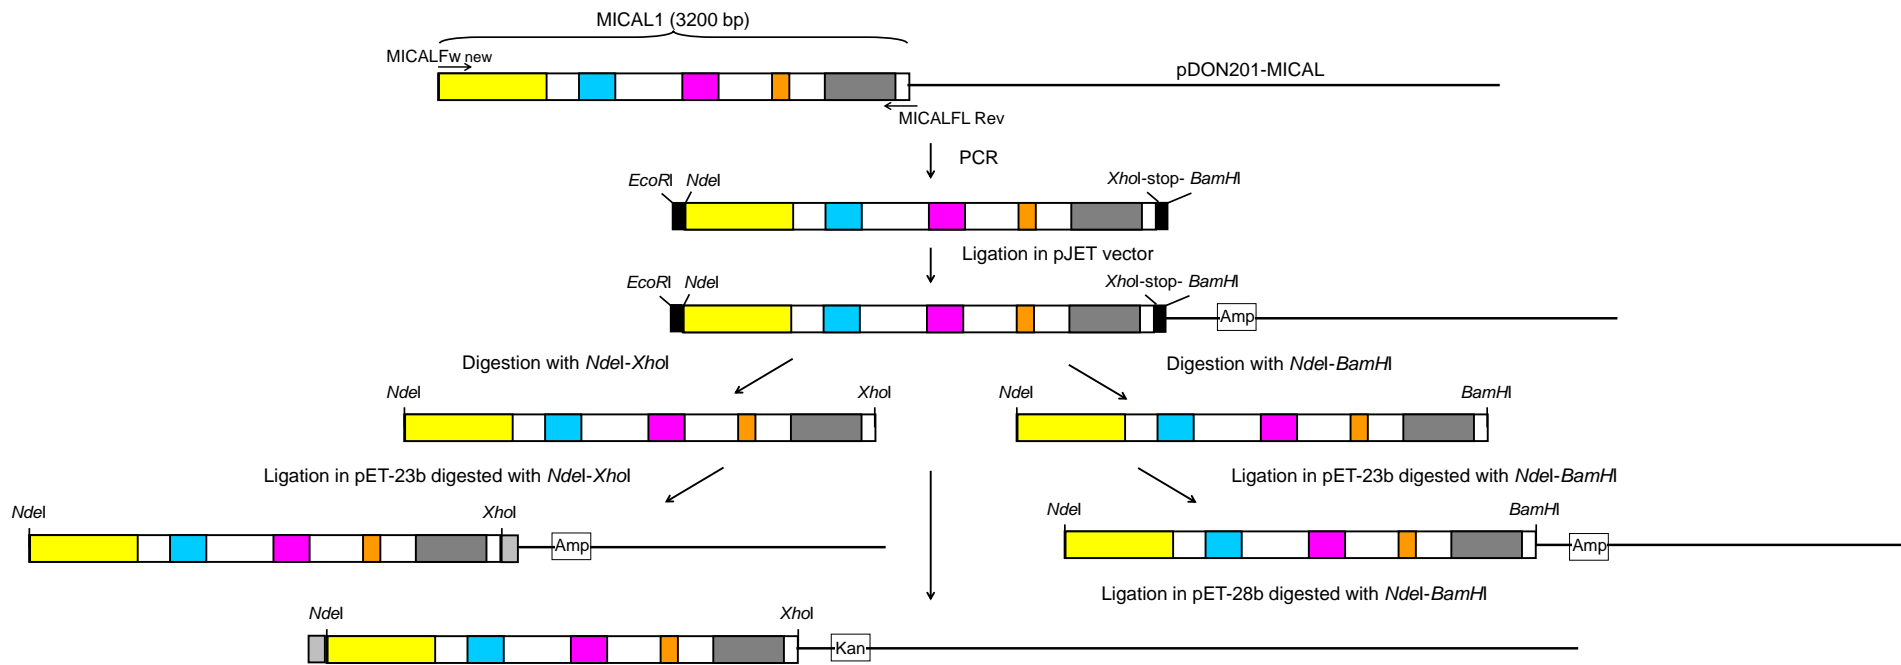 MICAL1 (3200 bp)
MICALFw new
pDON201-MICAL
MICALFL Rev
PCR
EcoRI NdeI XhoI-stop- BamHI
Ligation in pJET vector
EcoRI NdeI XhoI-stop- BamHI
Amp
Digestion with NdeI-XhoI Digestion with NdeI-BamHI
NdeI XhoI NdeI BamHI
Ligation in pET-23b digested with NdeI-XhoI Ligation in pET-23b digested with NdeI-BamHI
NdeI XhoI NdeI BamHI
Amp Amp
Ligation in pET-28b digested with NdeI-BamHI
NdeI XhoI
Kan